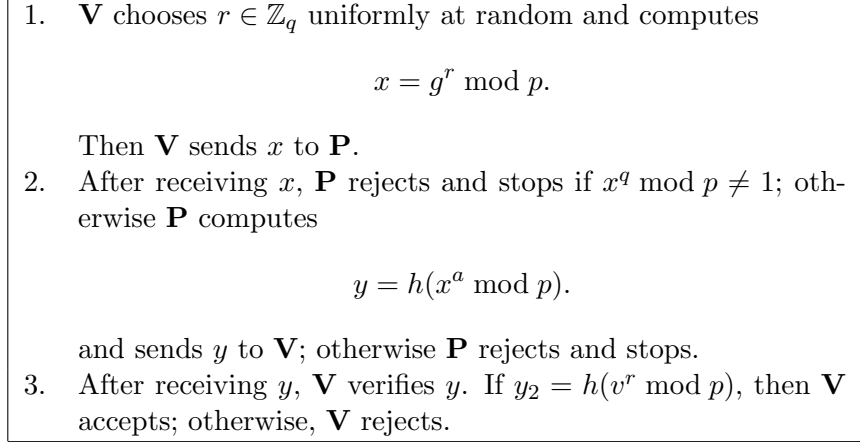 1. V chooses r ∈ ℤ_q uniformly at random and computes
x = g^r mod p.
Then V sends x to P.
2. After receiving x, P rejects and stops if x^q mod p ≠ 1; oth-
erwise P computes
y = h(x^a mod p).
and sends y to V; otherwise P rejects and stops.
3. After receiving y, V verifies y. If y_2 = h(v^r mod p), then V
accepts; otherwise, V rejects.